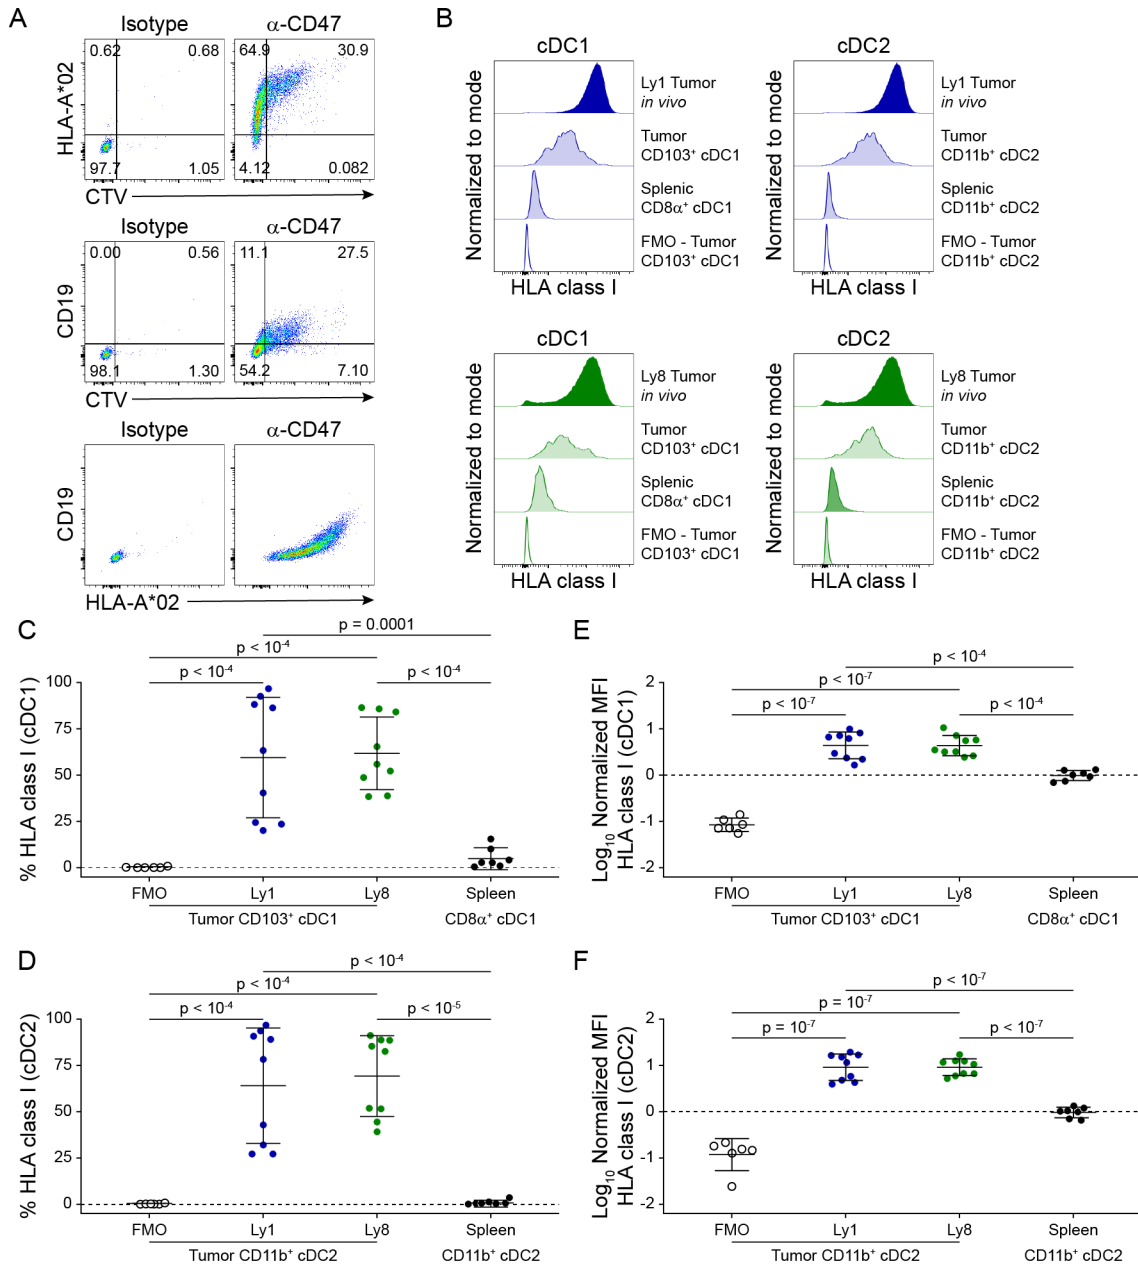 A
Isotype
α-CD47
HLA-A*02
0.62
0.68
97.7
1.05
64.9
30.9
4.12
0.082
CTV
Isotype
α-CD47
CD19
0.00
0.56
98.1
1.30
11.1
27.5
54.2
7.10
CTV
Isotype
α-CD47
CD19
HLA-A*02
B
cDC1
Normalized to mode
Ly1 Tumor
in vivo
Tumor
CD103⁺ cDC1
Splenic
CD8α⁺ cDC1
FMO - Tumor
CD103⁺ cDC1
HLA class I
cDC2
Normalized to mode
Ly1 Tumor
in vivo
Tumor
CD11b⁺ cDC2
Splenic
CD11b⁺ cDC2
FMO - Tumor
CD11b⁺ cDC2
HLA class I
cDC1
Normalized to mode
Ly8 Tumor
in vivo
Tumor
CD103⁺ cDC1
Splenic
CD8α⁺ cDC1
FMO - Tumor
CD103⁺ cDC1
HLA class I
cDC2
Normalized to mode
Ly8 Tumor
in vivo
Tumor
CD11b⁺ cDC2
Splenic
CD11b⁺ cDC2
FMO - Tumor
CD11b⁺ cDC2
HLA class I
C
p = 0.0001
p < 10⁻⁴
p < 10⁻⁴
p < 10⁻⁴
% HLA class I (cDC1)
100
75
50
25
0
FMO
Ly1
Ly8
Spleen
Tumor CD103⁺ cDC1
CD8α⁺ cDC1
E
p < 10⁻⁴
p < 10⁻⁷
p < 10⁻⁷
p < 10⁻⁴
Log₁₀ Normalized MFI
HLA class I (cDC1)
2
1
0
-1
-2
FMO
Ly1
Ly8
Spleen
Tumor CD103⁺ cDC1
CD8α⁺ cDC1
D
p < 10⁻⁴
p < 10⁻⁴
p < 10⁻⁴
p < 10⁻⁵
% HLA class I (cDC2)
100
75
50
25
0
FMO
Ly1
Ly8
Spleen
Tumor CD11b⁺ cDC2
CD11b⁺ cDC2
F
p < 10⁻⁷
p = 10⁻⁷
p = 10⁻⁷
p < 10⁻⁷
Log₁₀ Normalized MFI
HLA class I (cDC2)
2
1
0
-1
-2
FMO
Ly1
Ly8
Spleen
Tumor CD11b⁺ cDC2
CD11b⁺ cDC2